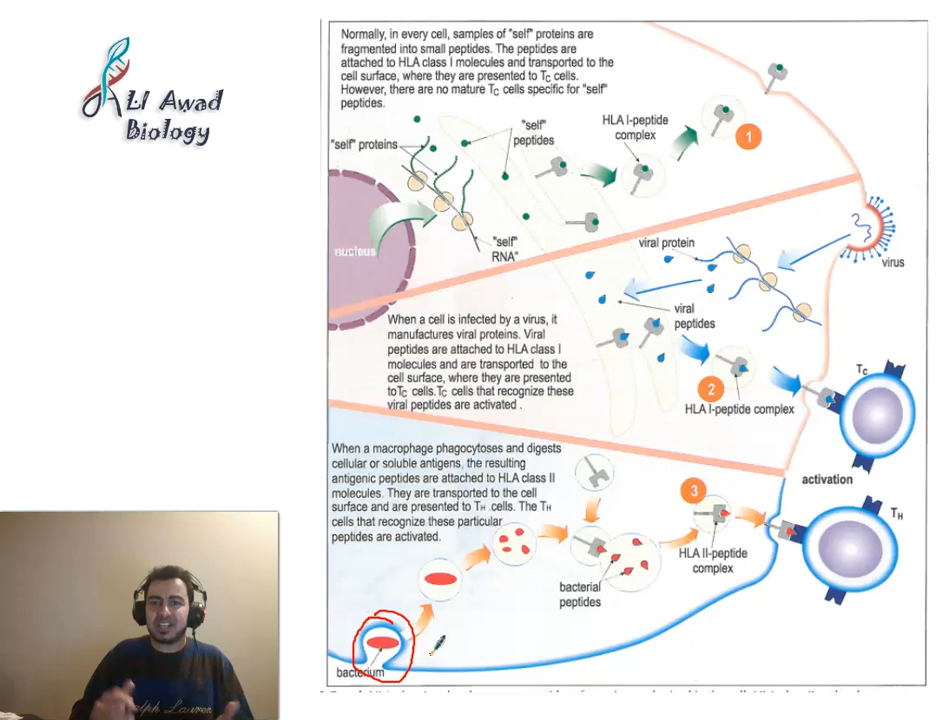 ALI Awad
Biology
Normally, in every cell, samples of "self" proteins are
fragmented into small peptides. The peptides are
attached to HLA class I molecules and transported to the
cell surface, where they are presented to Tc cells.
However, there are no mature Tc cells specific for "self"
peptides.
"self" proteins
"self"
peptides
HLA I-peptide
complex
1
nucleus
"self"
RNA"
viral protein
virus
viral
peptides
When a cell is infected by a virus, it
manufactures viral proteins. Viral
peptides are attached to HLA class I
molecules and are transported to the
cell surface, where they are presented
toTc cells.Tc cells that recognize these
viral peptides are activated .
2
HLA I-peptide complex
Tc
activation
When a macrophage phagocytoses and digests
cellular or soluble antigens, the resulting
antigenic peptides are attached to HLA class II
molecules. They are transported to the cell
surface and are presented to TH cells. The TH
cells that recognize these particular
peptides are activated.
3
TH
HLA II-peptide
complex
bacterial
peptides
bacterium